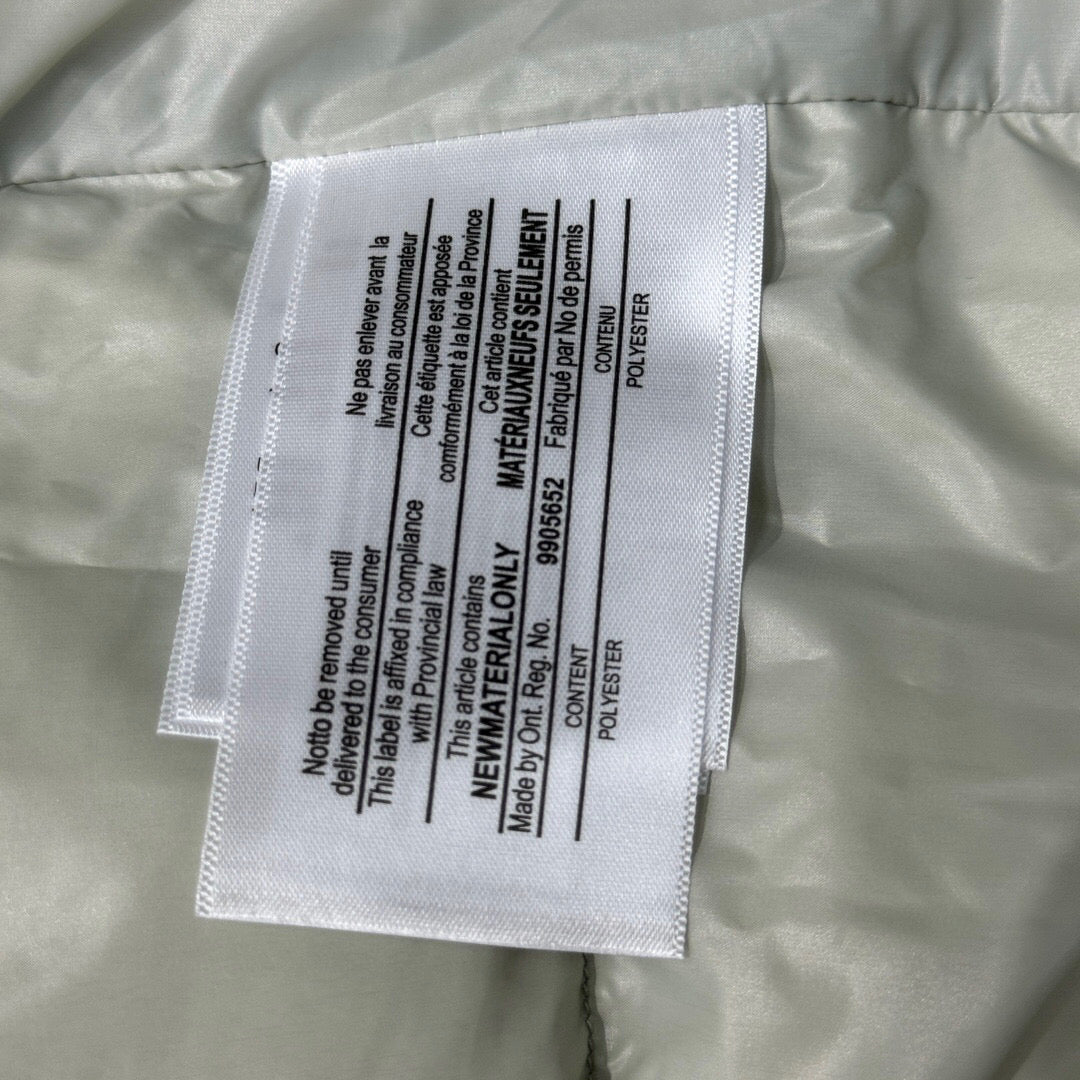 Notto be removed until
delivered to the consumer
This label is affixed in compliance
with Provincial law
This article contains
NEWMATERIALONLY
Made by Ont. Reg. No. 9905652
CONTENT
POLYESTER
Ne pas enlever avant la
livraison au consommateur
Cette étiquette est apposée
comformément à la loi de la Province
Cet article contient
MATÉRIAUXNEUFS SEULEMENT
Fabriqué par No de permis
CONTENU
POLYESTER